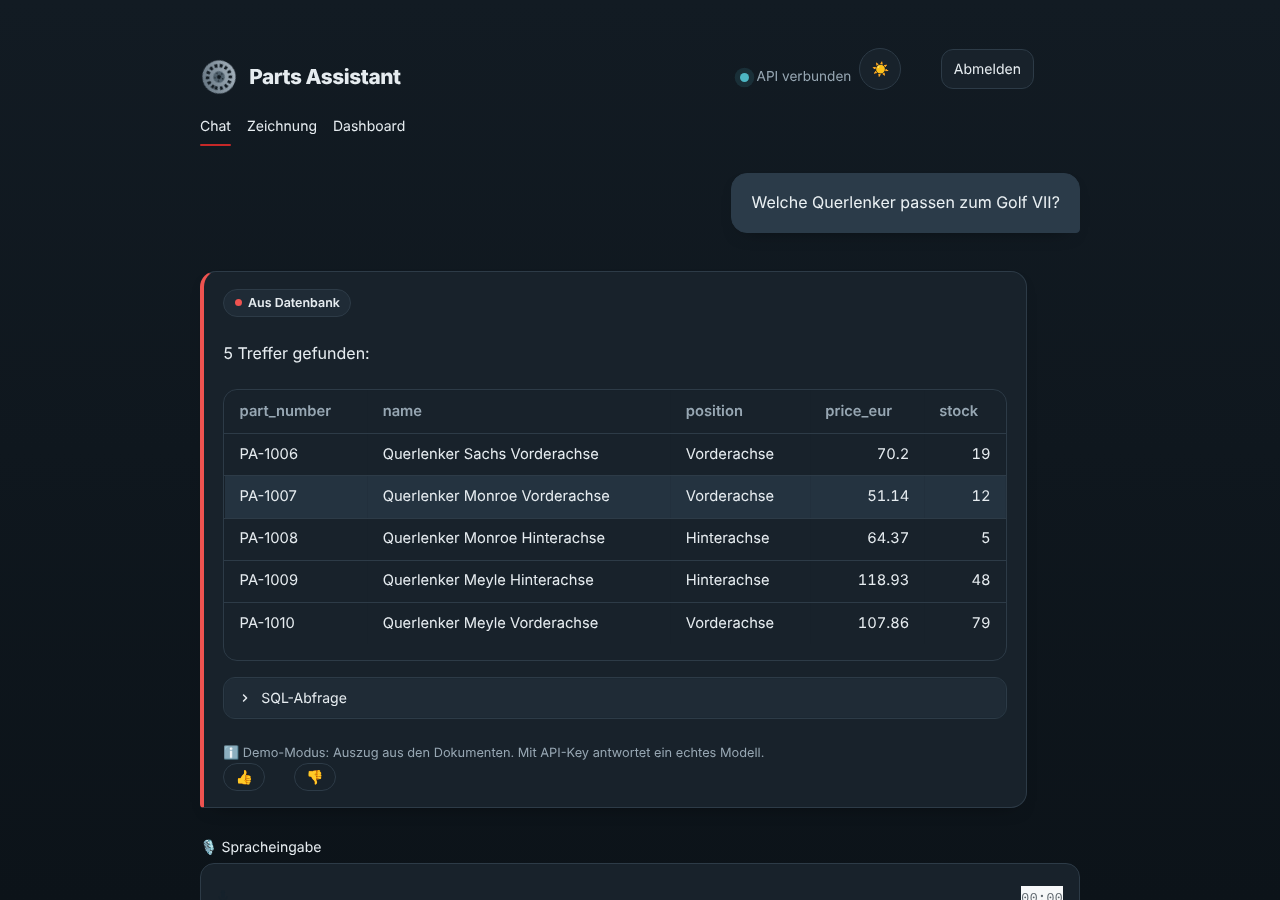 Parts Assistant
API verbunden
Abmelden
Chat Zeichnung Dashboard
Welche Querlenker passen zum Golf VII?
Aus Datenbank
5 Treffer gefunden:
part_number name position price_eur stock
PA-1006 Querlenker Sachs Vorderachse Vorderachse 70.2 19
PA-1007 Querlenker Monroe Vorderachse Vorderachse 51.14 12
PA-1008 Querlenker Monroe Hinterachse Hinterachse 64.37 5
PA-1009 Querlenker Meyle Hinterachse Hinterachse 118.93 48
PA-1010 Querlenker Meyle Vorderachse Vorderachse 107.86 79
SQL-Abfrage
ℹ️ Demo-Modus: Auszug aus den Dokumenten. Mit API-Key antwortet ein echtes Modell.
Spracheingabe
00:00